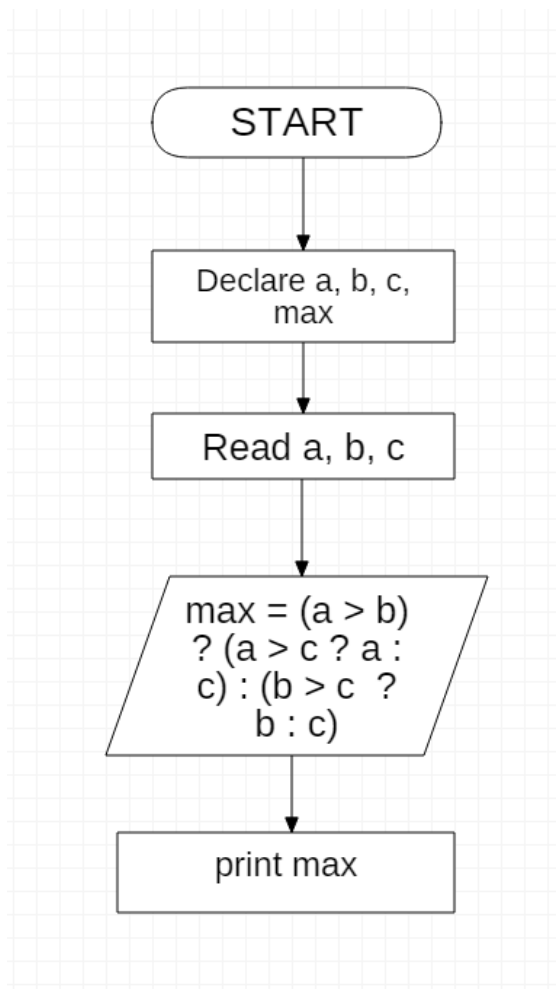 START
Declare a, b, c,
max
Read a, b, c
max = (a > b)
? (a > c ? a :
c) : (b > c  ?
b : c)
print max